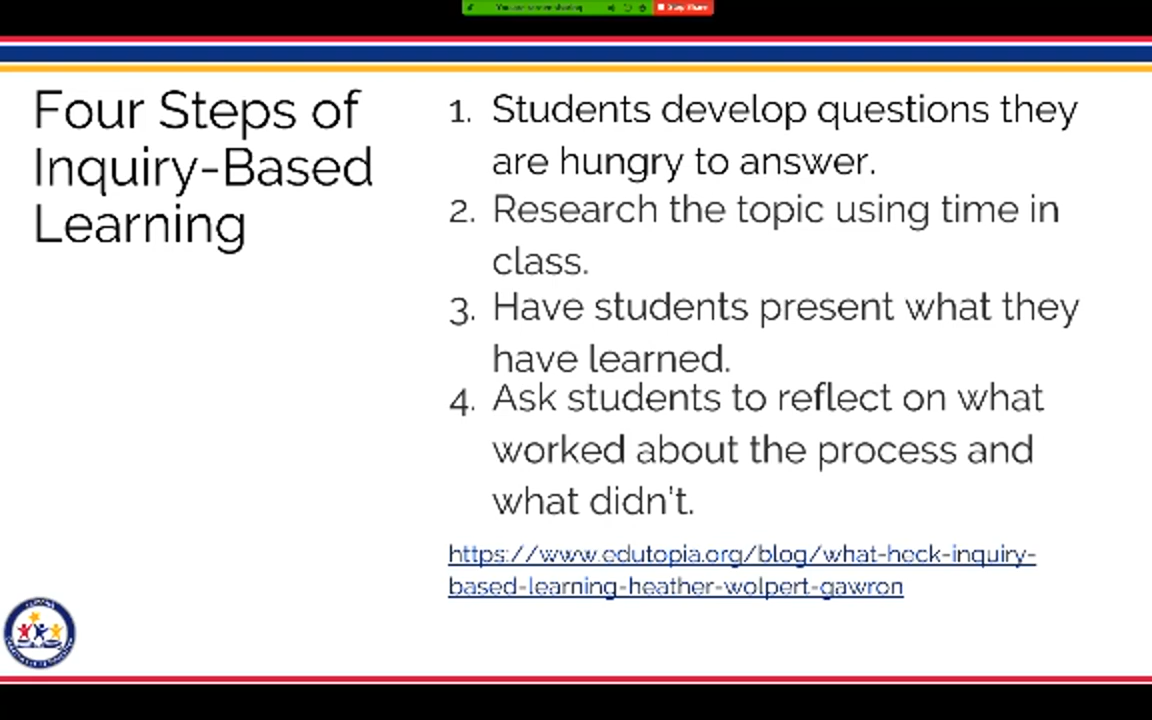 Stop Share
Four Steps of
Inquiry-Based
Learning
1. Students develop questions they
are hungry to answer.
2. Research the topic using time in
class.
3. Have students present what they
have learned.
4. Ask students to reflect on what
worked about the process and
what didn't.
https://www.edutopia.org/blog/what-heck-inquiry-
based-learning-heather-wolpert-gawron